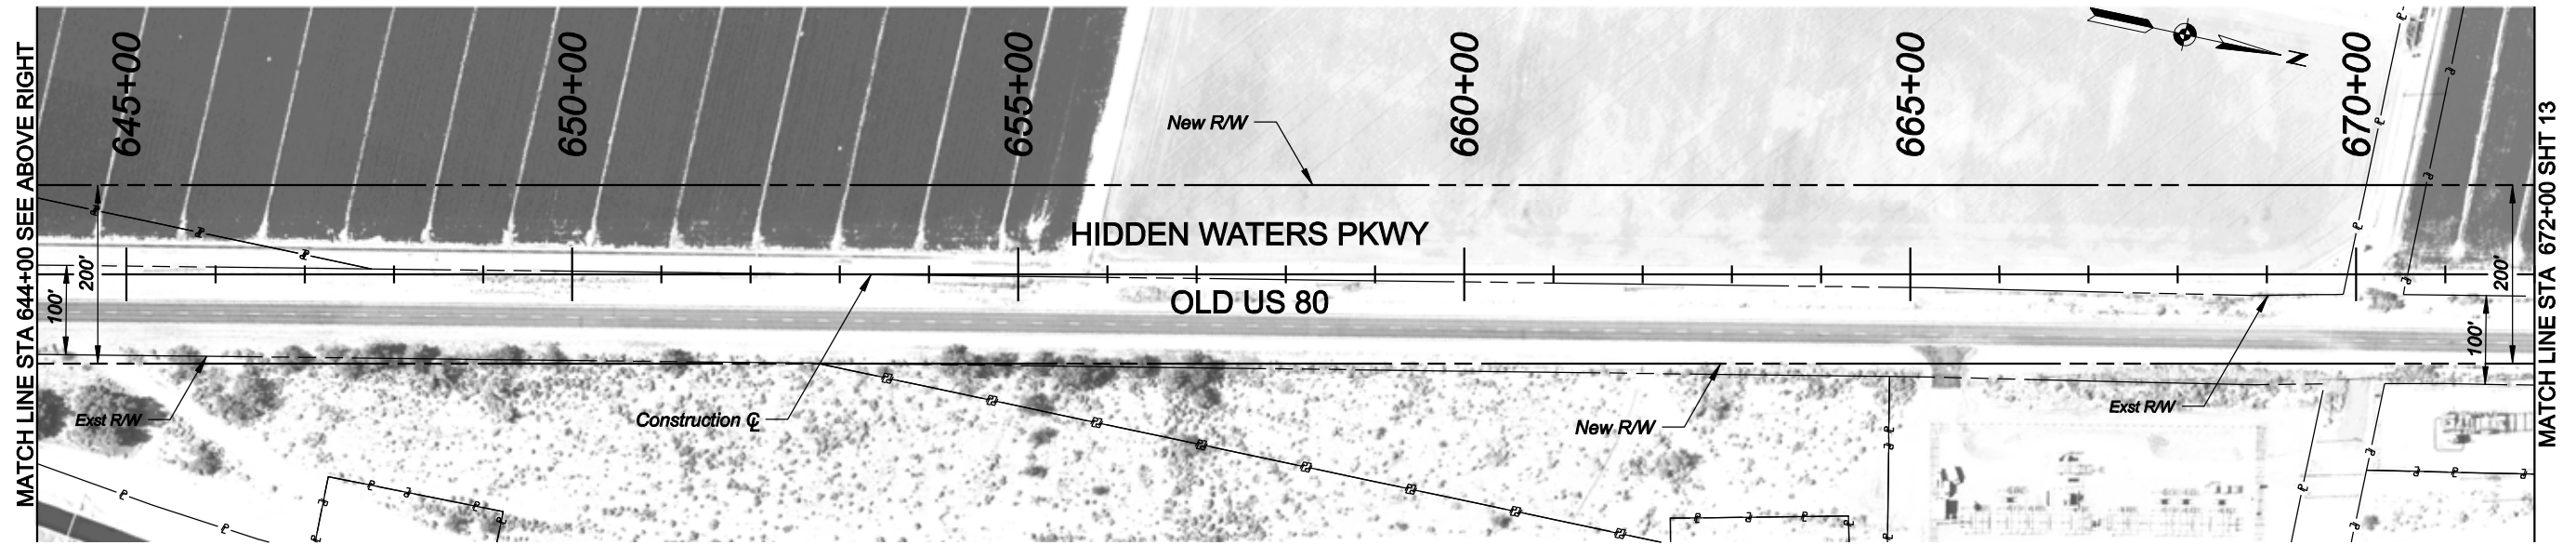 MATCH LINE STA 644+00 SEE ABOVE RIGHT
645+00
650+00
655+00
660+00
665+00
670+00
N
New R/W
HIDDEN WATERS PKWY
OLD US 80
200'
100'
200'
100'
Exst R/W
Construction ℄
New R/W
Exst R/W
MATCH LINE STA 672+00 SHT 13